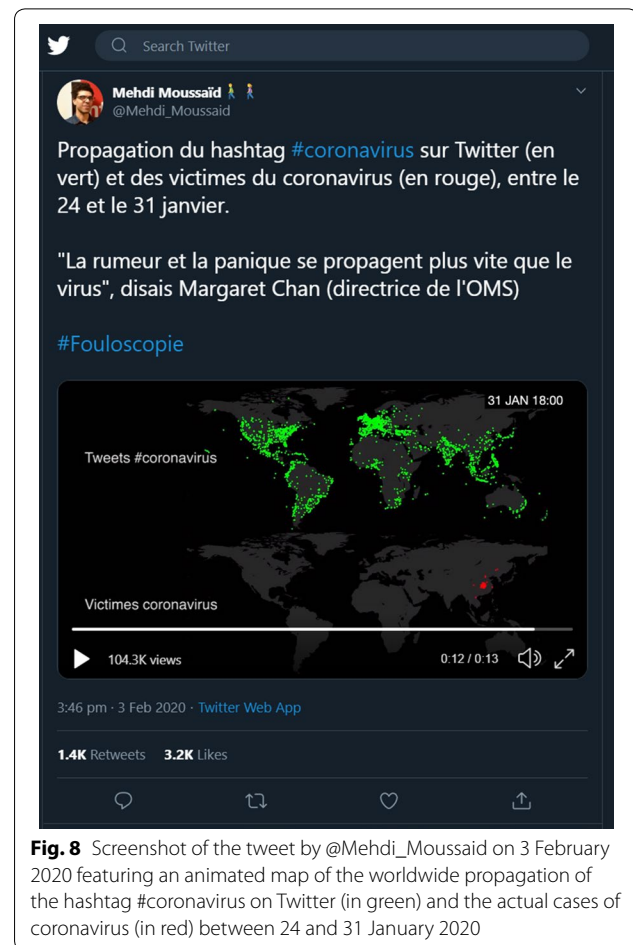 Search Twitter
Mehdi Moussaïd
@Mehdi_Moussaid
Propagation du hashtag #coronavirus sur Twitter (en
vert) et des victimes du coronavirus (en rouge), entre le
24 et le 31 janvier.
"La rumeur et la panique se propagent plus vite que le
virus", disais Margaret Chan (directrice de l'OMS)
#Fouloscopie
31 JAN 18:00
Tweets #coronavirus
Victimes coronavirus
104.3K views
0:12 / 0:13
3:46 pm · 3 Feb 2020 · Twitter Web App
1.4K Retweets 3.2K Likes
Fig. 8 Screenshot of the tweet by @Mehdi_Moussaid on 3 February
2020 featuring an animated map of the worldwide propagation of
the hashtag #coronavirus on Twitter (in green) and the actual cases of
coronavirus (in red) between 24 and 31 January 2020